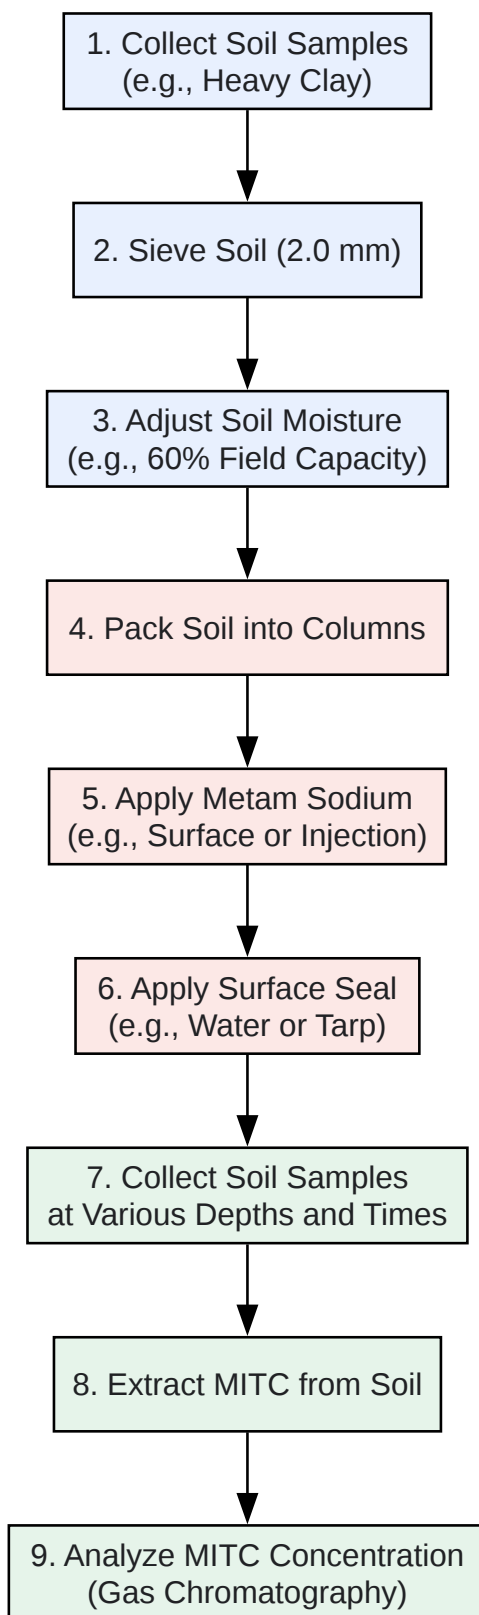 1. Collect Soil Samples
(e.g., Heavy Clay)
2. Sieve Soil (2.0 mm)
3. Adjust Soil Moisture
(e.g., 60% Field Capacity)
4. Pack Soil into Columns
5. Apply Metam Sodium
(e.g., Surface or Injection)
6. Apply Surface Seal
(e.g., Water or Tarp)
7. Collect Soil Samples
at Various Depths and Times
8. Extract MITC from Soil
9. Analyze MITC Concentration
(Gas Chromatography)